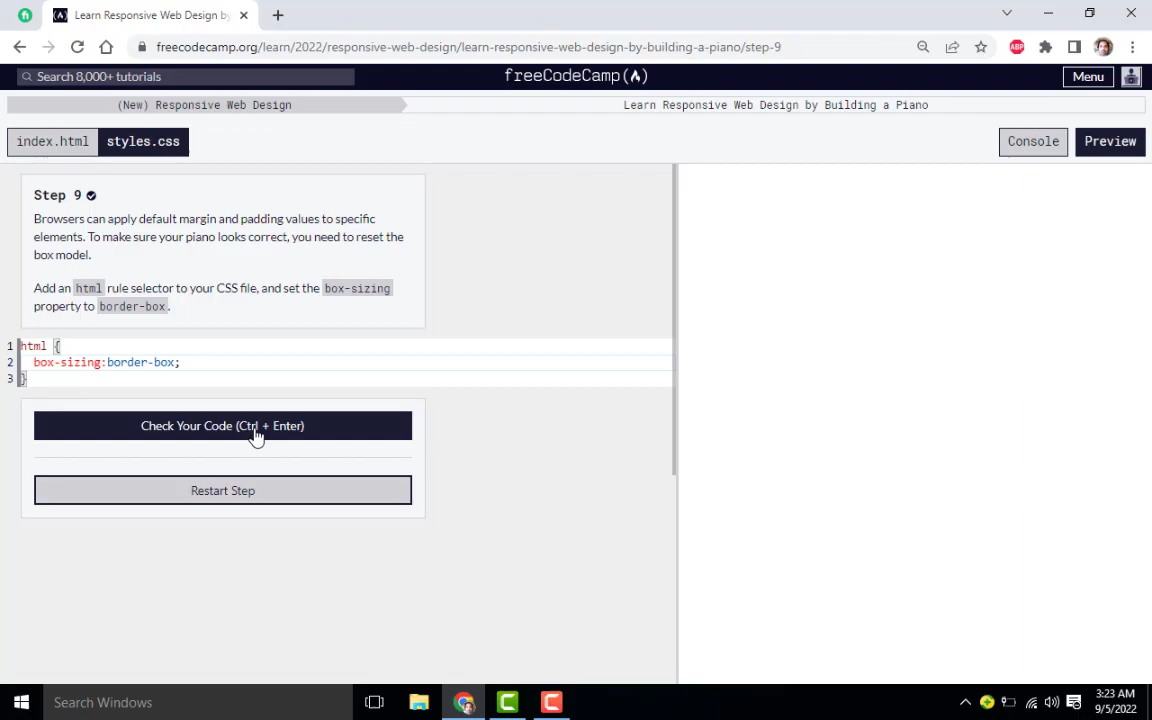 Learn Responsive Web Design by
freecodecamp.org/learn/2022/responsive-web-design/learn-responsive-web-design-by-building-a-piano/step-9
ABP
Search 8,000+ tutorials
freeCodeCamp
Menu
(New) Responsive Web Design
Learn Responsive Web Design by Building a Piano
index.html
styles.css
Console
Preview
Step 9
Browsers can apply default margin and padding values to specific
elements. To make sure your piano looks correct, you need to reset the
box model.
Add an html rule selector to your CSS file, and set the box-sizing
property to border-box.
1 html {
2 box-sizing:border-box;
3 }
Check Your Code (Ctrl + Enter)
Restart Step
Search Windows
3:23 AM
9/5/2022